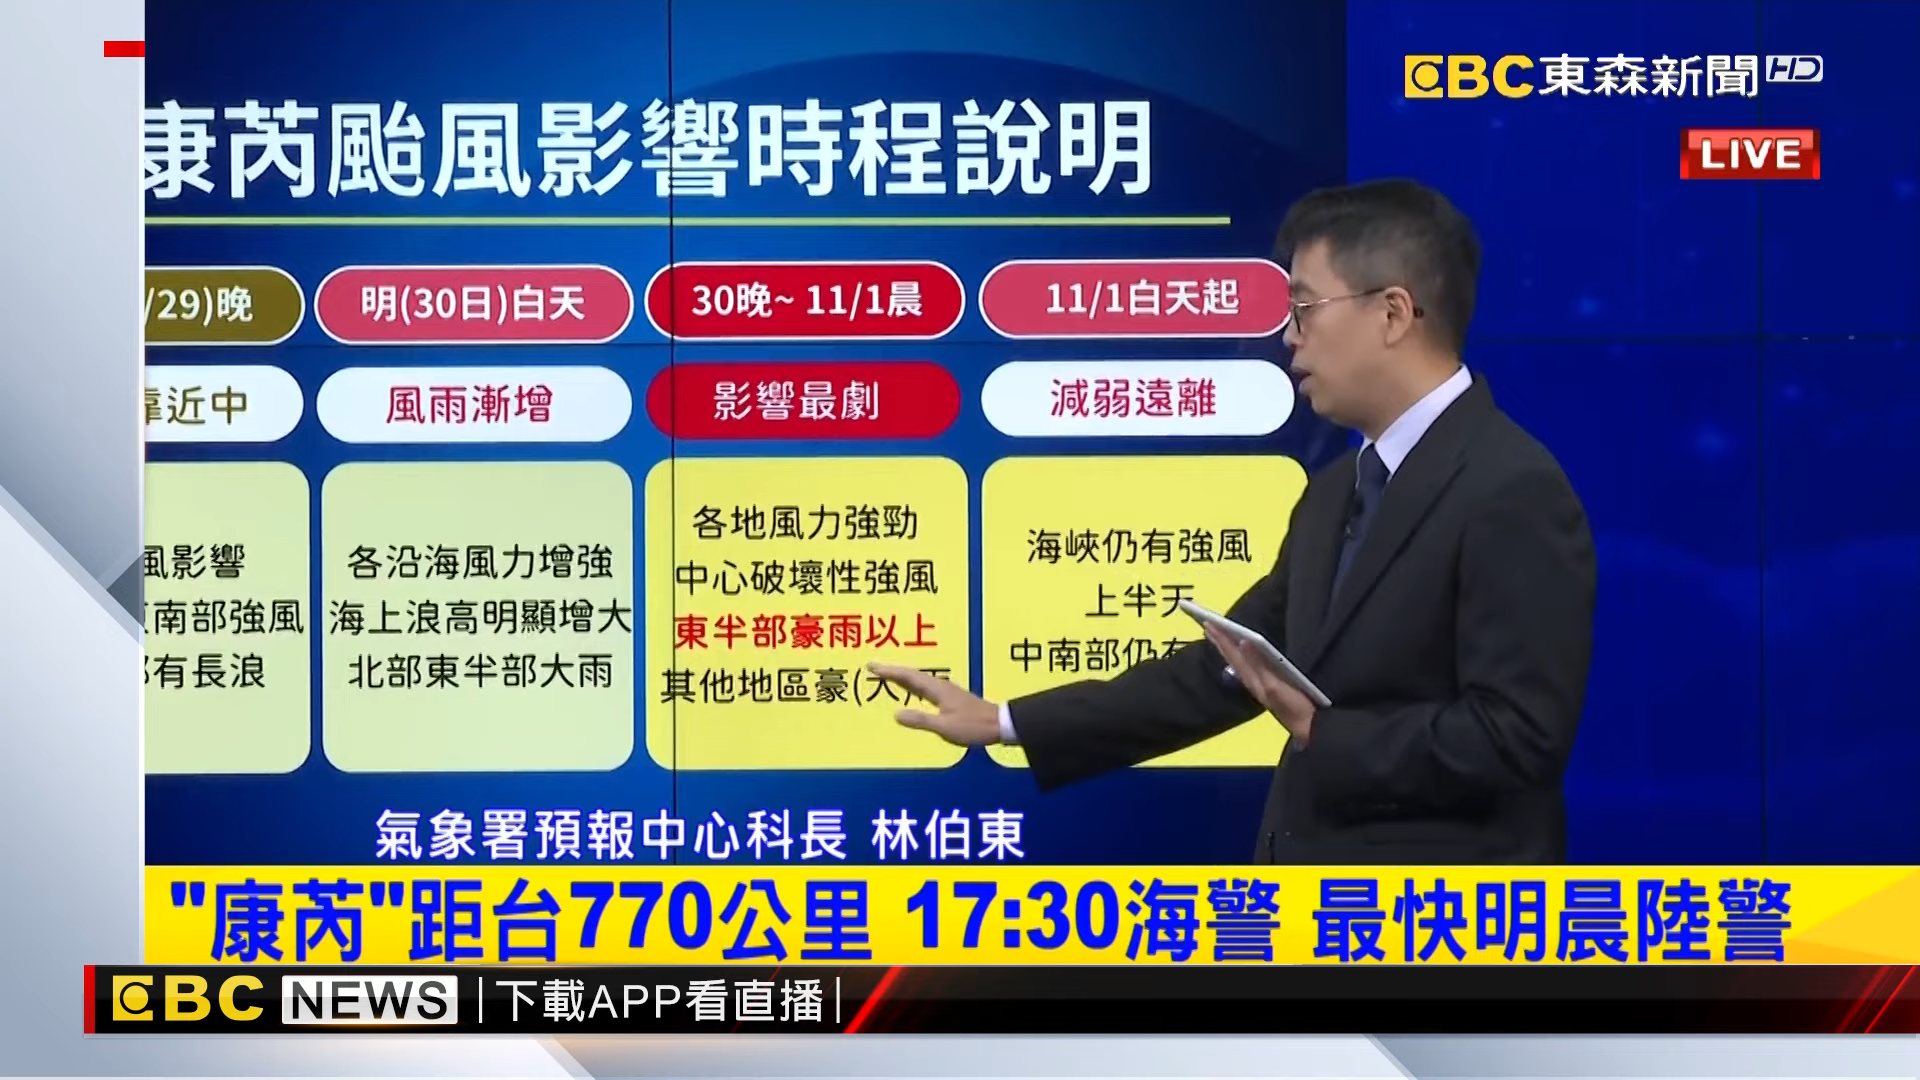 EBC東森新聞HD
LIVE
康芮颱風影響時程說明
/29)晚
明(30日)白天
30晚~ 11/1晨
11/1白天起
靠近中
風雨漸增
影響最劇
減弱遠離
風影響
南部強風
有長浪
各沿海風力增強
海上浪高明顯增大
北部東半部大雨
各地風力強勁
中心破壞性強風
東半部豪雨以上
其他地區豪(大)雨
海峽仍有強風
上半天
中南部仍有
氣象署預報中心科長 林伯東
"康芮"距台770公里 17:30海警 最快明晨陸警
EBC NEWS |下載APP看直播|